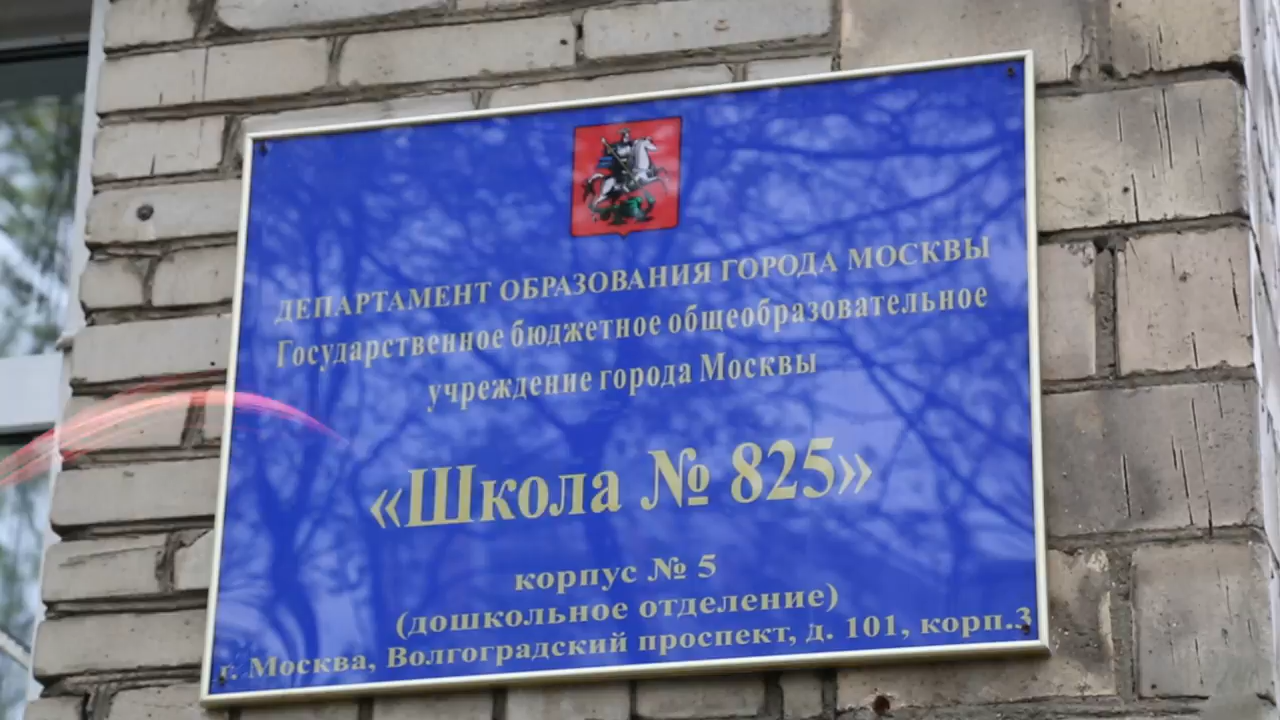 ДЕПАРТАМЕНТ ОБРАЗОВАНИЯ ГОРОДА МОСКВЫ
Государственное бюджетное общеобразовательное
учреждение города Москвы
«Школа № 825»
корпус № 5
(дошкольное отделение)
г. Москва, Волгоградский проспект, д. 101, корп.3